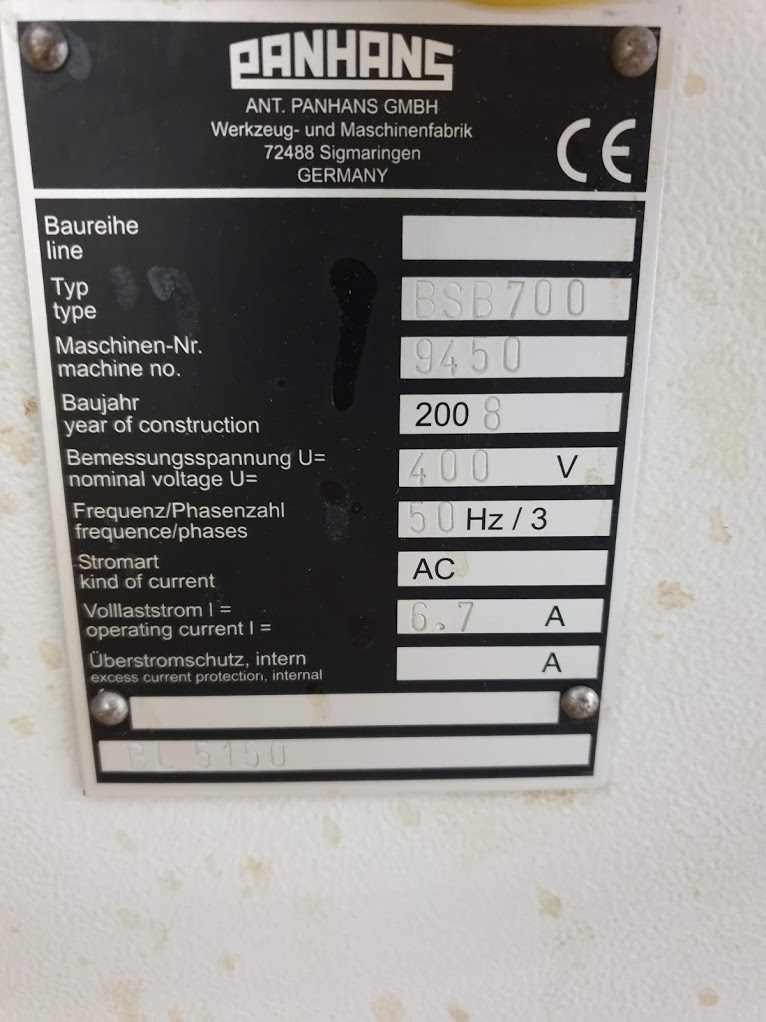 PANHANS
ANT. PANHANS GMBH
Werkzeug- und Maschinenfabrik
72488 Sigmaringen
GERMANY
CE
Baureihe
line
Typ
type
BSB700
Maschinen-Nr.
machine no.
9450
Baujahr
year of construction
2008
Bemessungsspannung U=
nominal voltage U=
400 V
Frequenz/Phasenzahl
frequence/phases
50 Hz / 3
Stromart
kind of current
AC
Volllaststrom I =
operating current I =
6.7 A
Überstromschutz, intern
excess current protection, internal
A
BL 5150